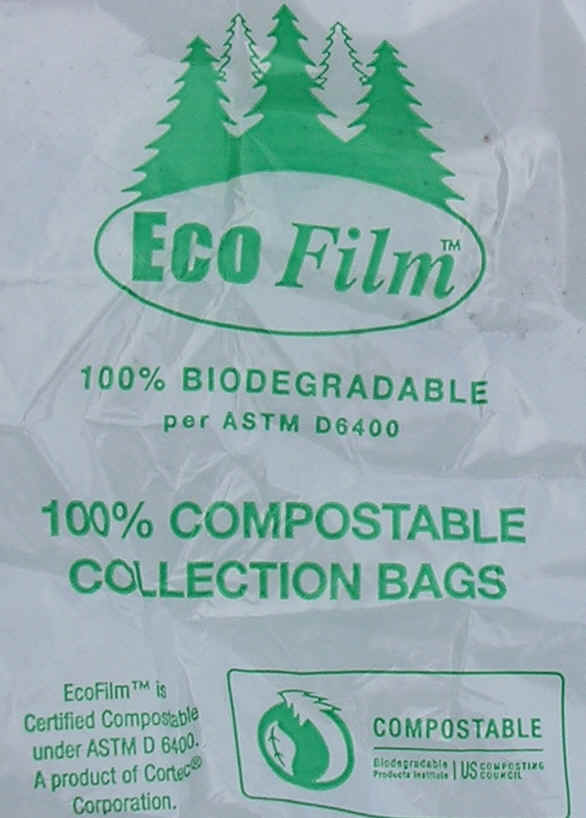 Eco Film™
100% BIODEGRADABLE
per ASTM D6400
100% COMPOSTABLE
COLLECTION BAGS
EcoFilm™ is
Certified Compostable
under ASTM D 6400.
A product of Cortec®
Corporation.
COMPOSTABLE
Biodegradable
Products Institute
US COMPOSTING
COUNCIL